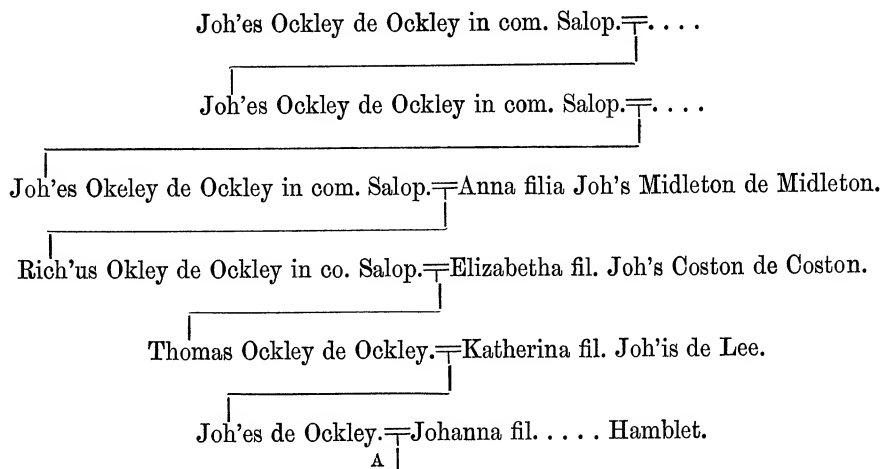 Joh'es Ockley de Ockley in com. Salop.=. . . .
Joh'es Ockley de Ockley in com. Salop.=. . . .
Joh'es Okeley de Ockley in com. Salop.=Anna filia Joh's Midleton de Midleton.
Rich'us Okley de Ockley in co. Salop.=Elizabetha fil. Joh's Coston de Coston.
Thomas Ockley de Ockley.=Katherina fil. Joh'is de Lee.
Joh'es de Ockley.=Johanna fil. . . . . Hamblet.
A